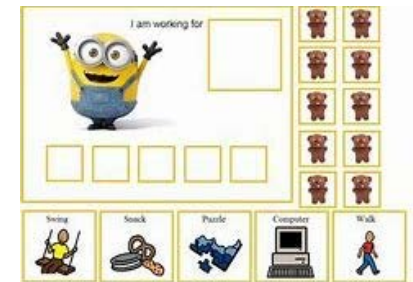 I am working for
Swing
Snack
Puzzle
Computer
Walk